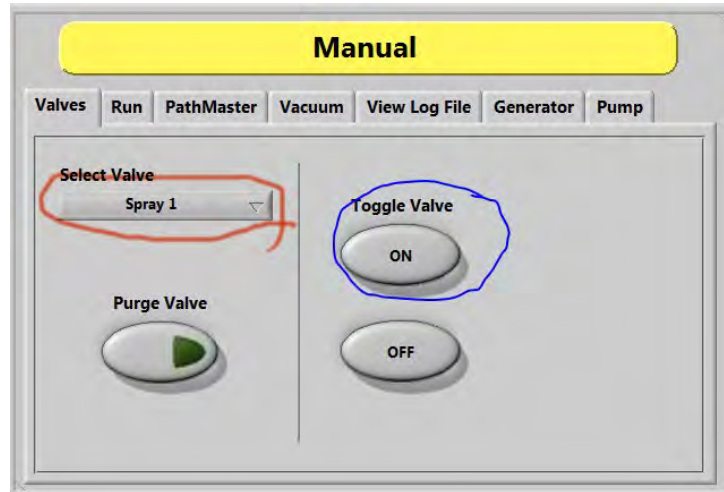 Manual
Valves Run PathMaster Vacuum View Log File Generator Pump
Select Valve
Spray 1
Purge Valve
Toggle Valve
ON
OFF